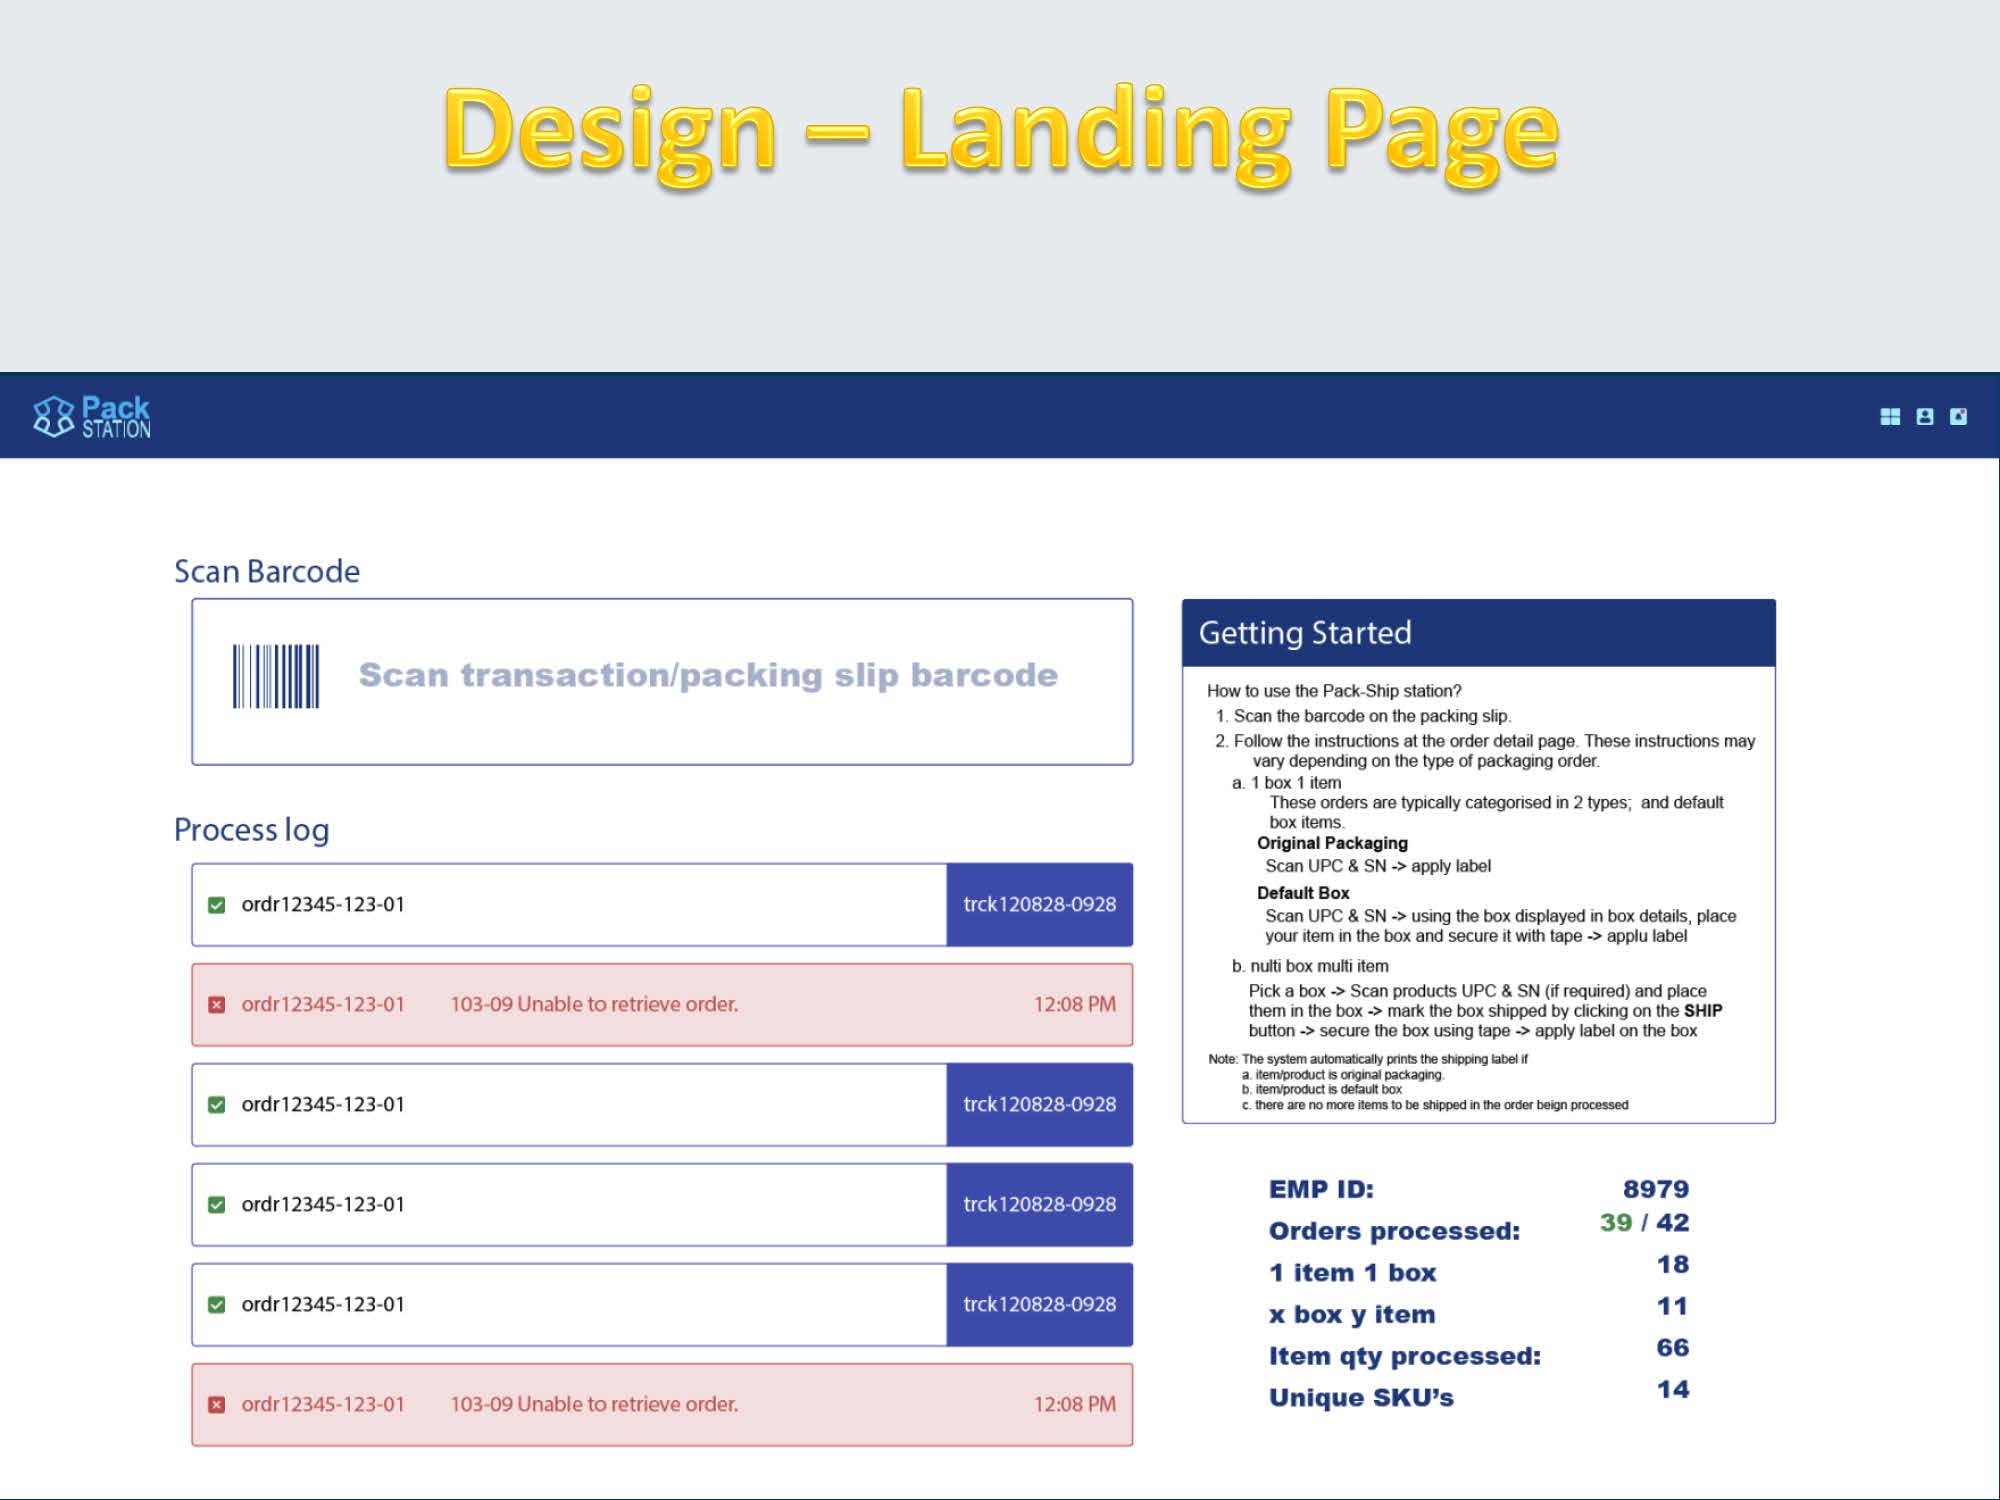 Design – Landing Page
Pack
STATION
Scan Barcode
Scan transaction/packing slip barcode
Process log
ordr12345-123-01 trck120828-0928
ordr12345-123-01 103-09 Unable to retrieve order. 12:08 PM
ordr12345-123-01 trck120828-0928
ordr12345-123-01 trck120828-0928
ordr12345-123-01 trck120828-0928
ordr12345-123-01 103-09 Unable to retrieve order. 12:08 PM
Getting Started
How to use the Pack-Ship station?
1. Scan the barcode on the packing slip.
2. Follow the instructions at the order detail page. These instructions may
vary depending on the type of packaging order.
a. 1 box 1 item
These orders are typically categorised in 2 types;  and default
box items.
Original Packaging
Scan UPC & SN -> apply label
Default Box
Scan UPC & SN -> using the box displayed in box details, place
your item in the box and secure it with tape -> applu label
b. nulti box multi item
Pick a box -> Scan products UPC & SN (if required) and place
them in the box -> mark the box shipped by clicking on the SHIP
button -> secure the box using tape -> apply label on the box
Note: The system automatically prints the shipping label if
a. item/product is original packaging.
b. item/product is default box
c. there are no more items to be shipped in the order beign processed
EMP ID: 8979
Orders processed: 39 / 42
1 item 1 box 18
x box y item 11
Item qty processed: 66
Unique SKU’s 14